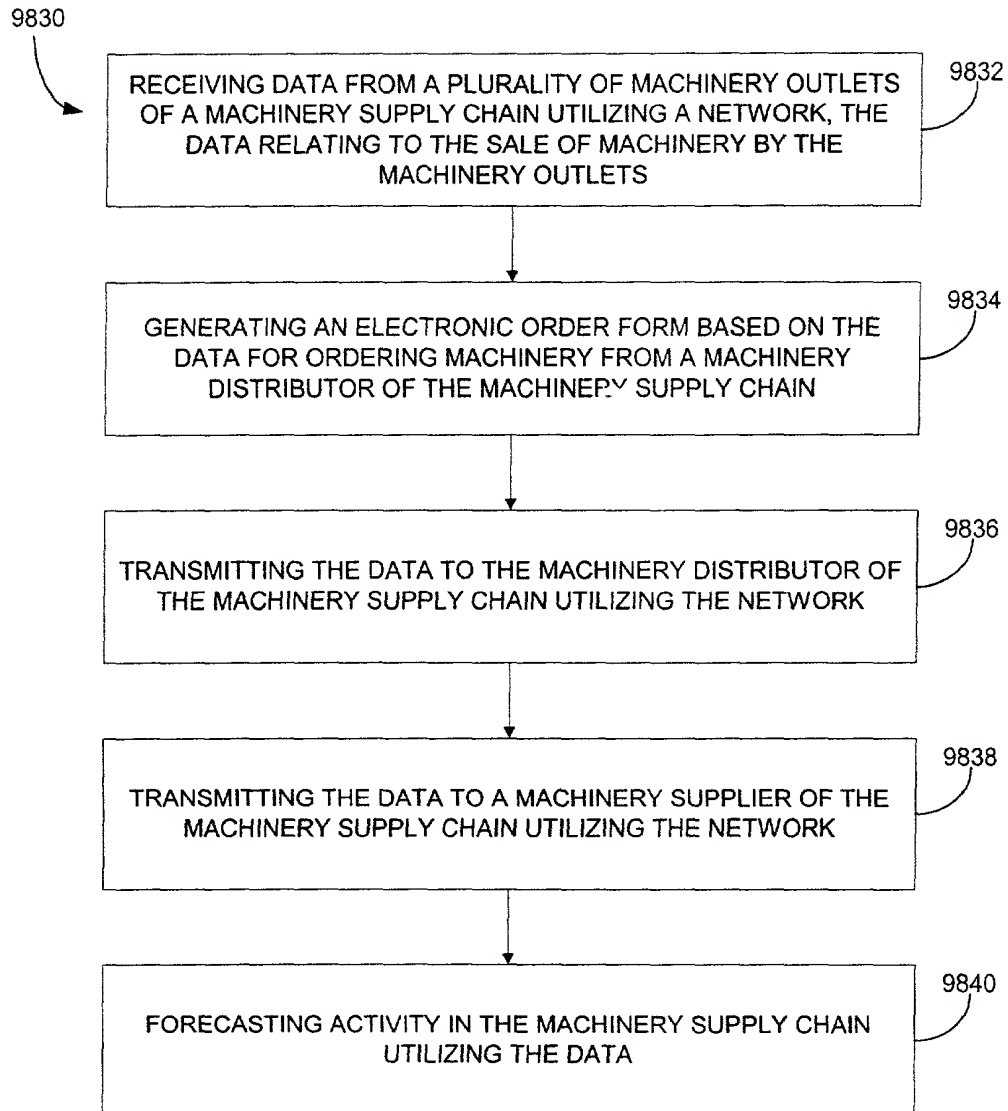 9830
RECEIVING DATA FROM A PLURALITY OF MACHINERY OUTLETS
OF A MACHINERY SUPPLY CHAIN UTILIZING A NETWORK, THE
DATA RELATING TO THE SALE OF MACHINERY BY THE
MACHINERY OUTLETS
9832
GENERATING AN ELECTRONIC ORDER FORM BASED ON THE
DATA FOR ORDERING MACHINERY FROM A MACHINERY
DISTRIBUTOR OF THE MACHINERY SUPPLY CHAIN
9834
TRANSMITTING THE DATA TO THE MACHINERY DISTRIBUTOR OF
THE MACHINERY SUPPLY CHAIN UTILIZING THE NETWORK
9836
TRANSMITTING THE DATA TO A MACHINERY SUPPLIER OF THE
MACHINERY SUPPLY CHAIN UTILIZING THE NETWORK
9838
FORECASTING ACTIVITY IN THE MACHINERY SUPPLY CHAIN
UTILIZING THE DATA
9840